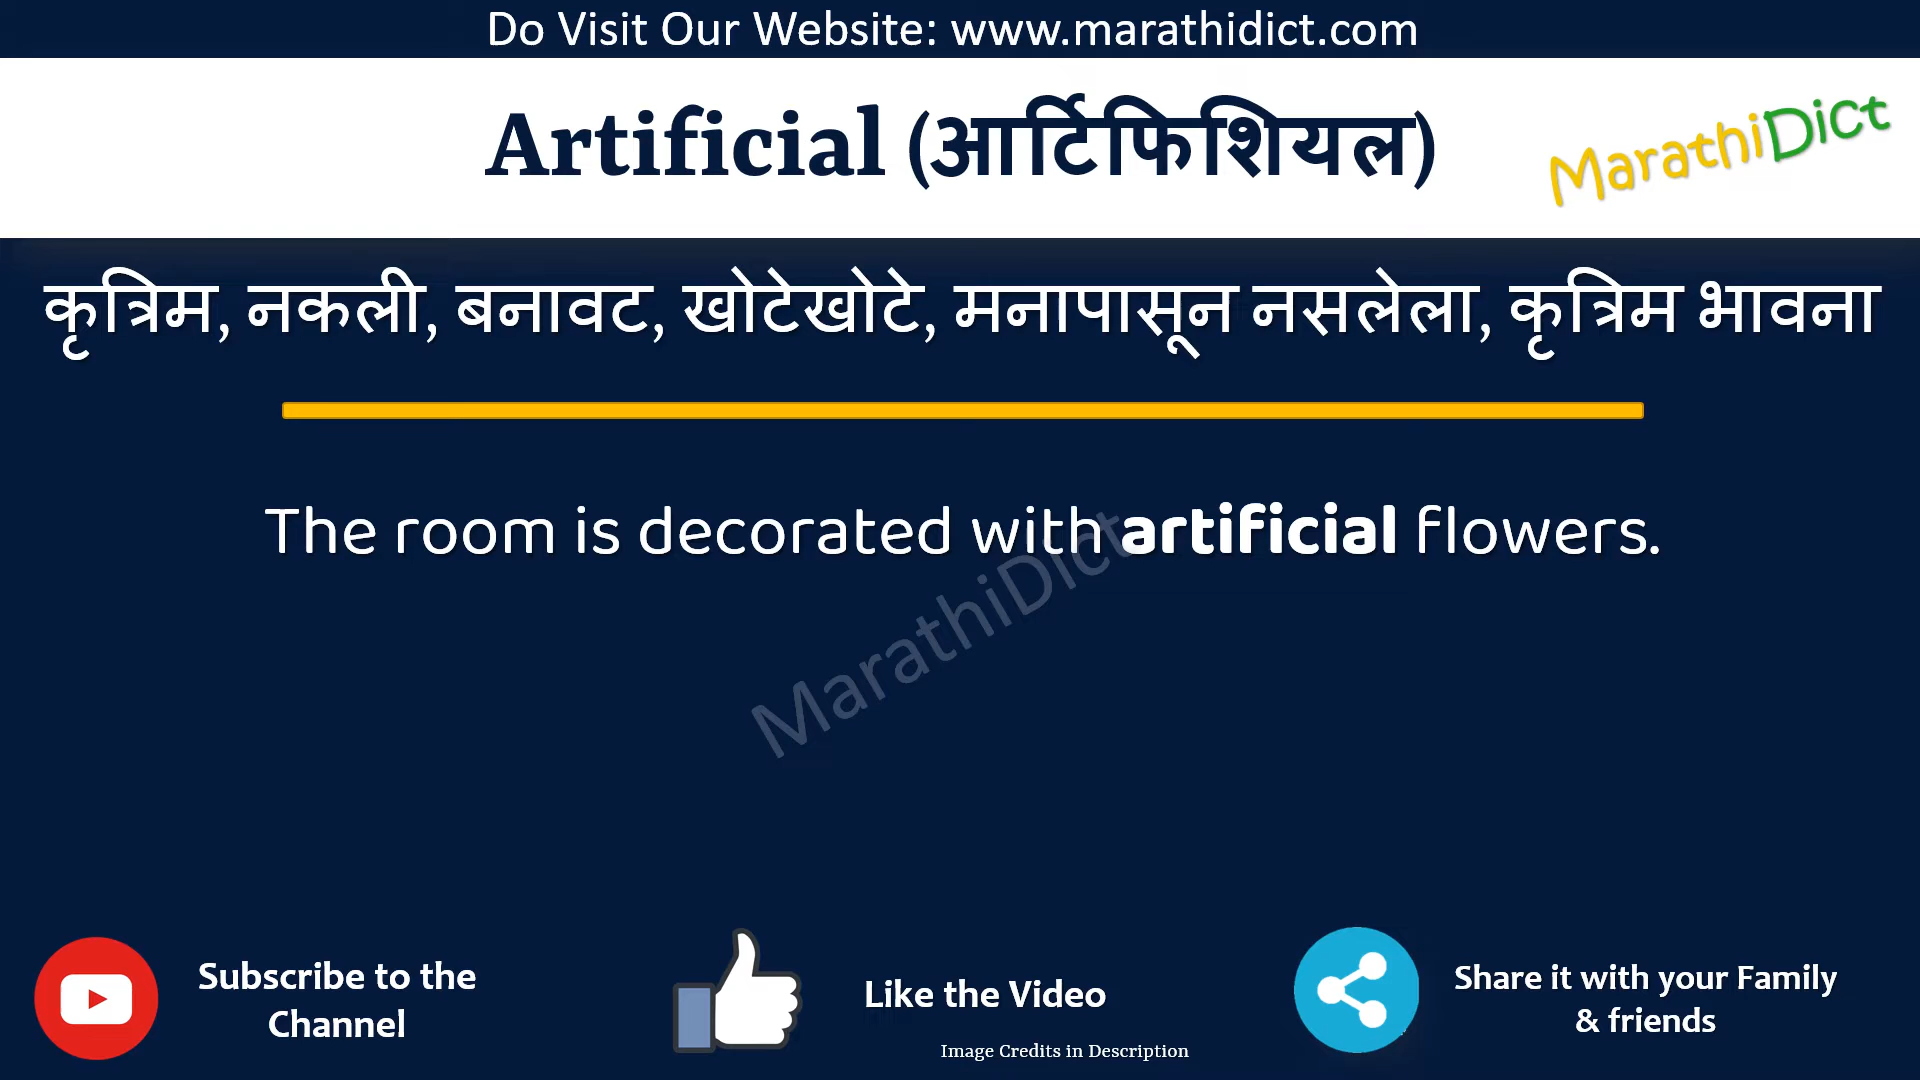 Do Visit Our Website: www.marathidict.com
Artificial (आर्टिफिशियल)
MarathiDict
कृत्रिम, नकली, बनावट, खोटेखोटे, मनापासून नसलेला, कृत्रिम भावना
The room is decorated with artificial flowers.
MarathiDict
Subscribe to the
Channel
Like the Video
Share it with your Family
& friends
Image Credits in Description